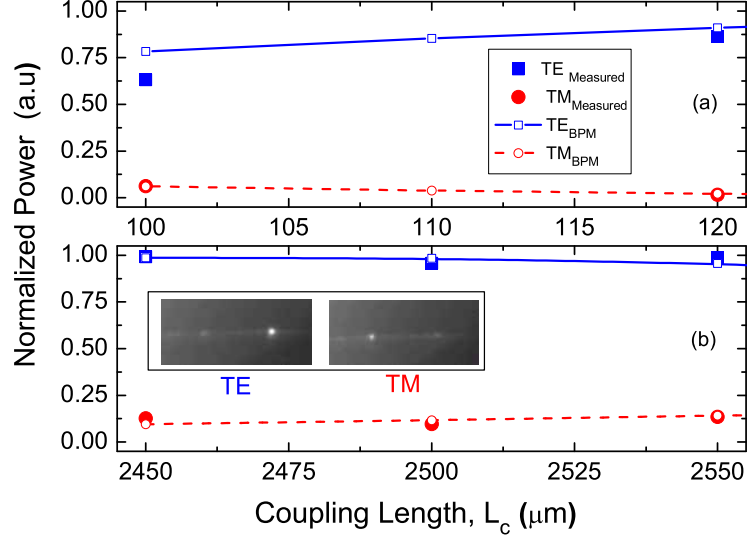 Normalized Power (a.u)
1.00
0.75
0.50
0.25
0.00
TE Measured
TM Measured
TE BPM
TM BPM
(a)
100 105 110 115 120
1.00
0.75
0.50
0.25
0.00
(b)
TE TM
2450 2475 2500 2525 2550
Coupling Length, Lc (μm)